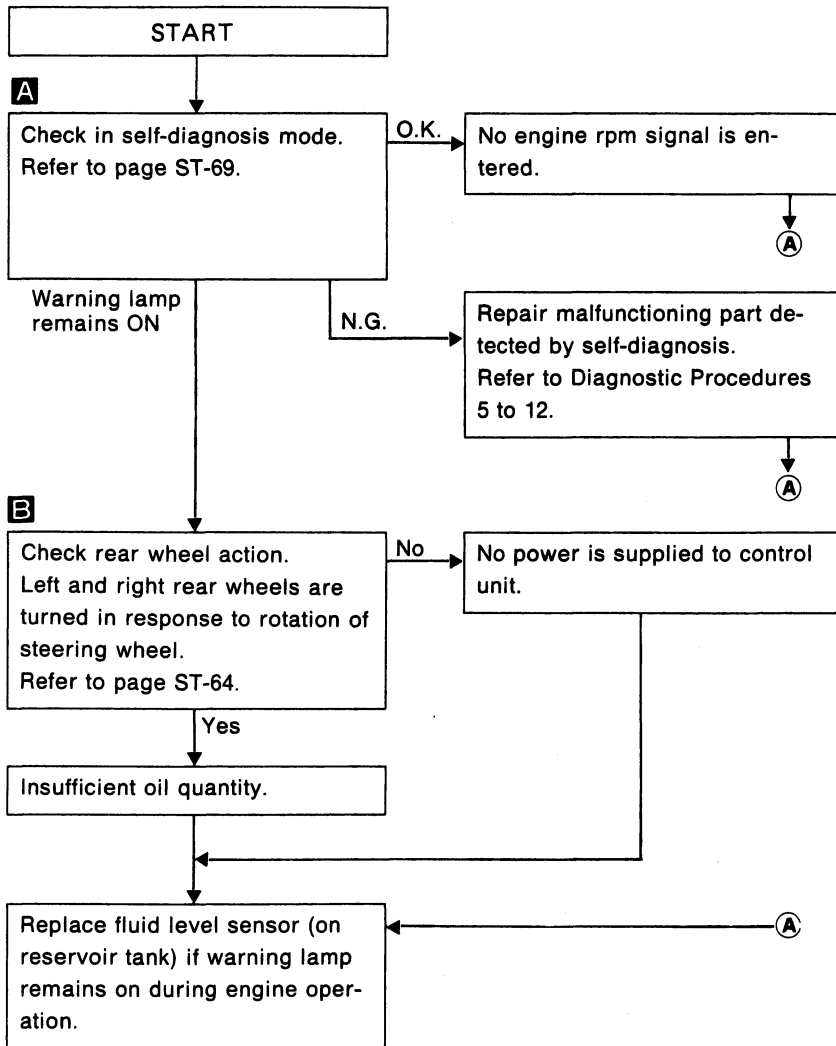 START
A
Check in self-diagnosis mode.
Refer to page ST-69.
O.K.
No engine rpm signal is en-
tered.
A
Warning lamp
remains ON
N.G.
Repair malfunctioning part de-
tected by self-diagnosis.
Refer to Diagnostic Procedures
5 to 12.
A
B
Check rear wheel action.
Left and right rear wheels are
turned in response to rotation of
steering wheel.
Refer to page ST-64.
No
No power is supplied to control
unit.
Yes
Insufficient oil quantity.
Replace fluid level sensor (on
reservoir tank) if warning lamp
remains on during engine oper-
ation.
A